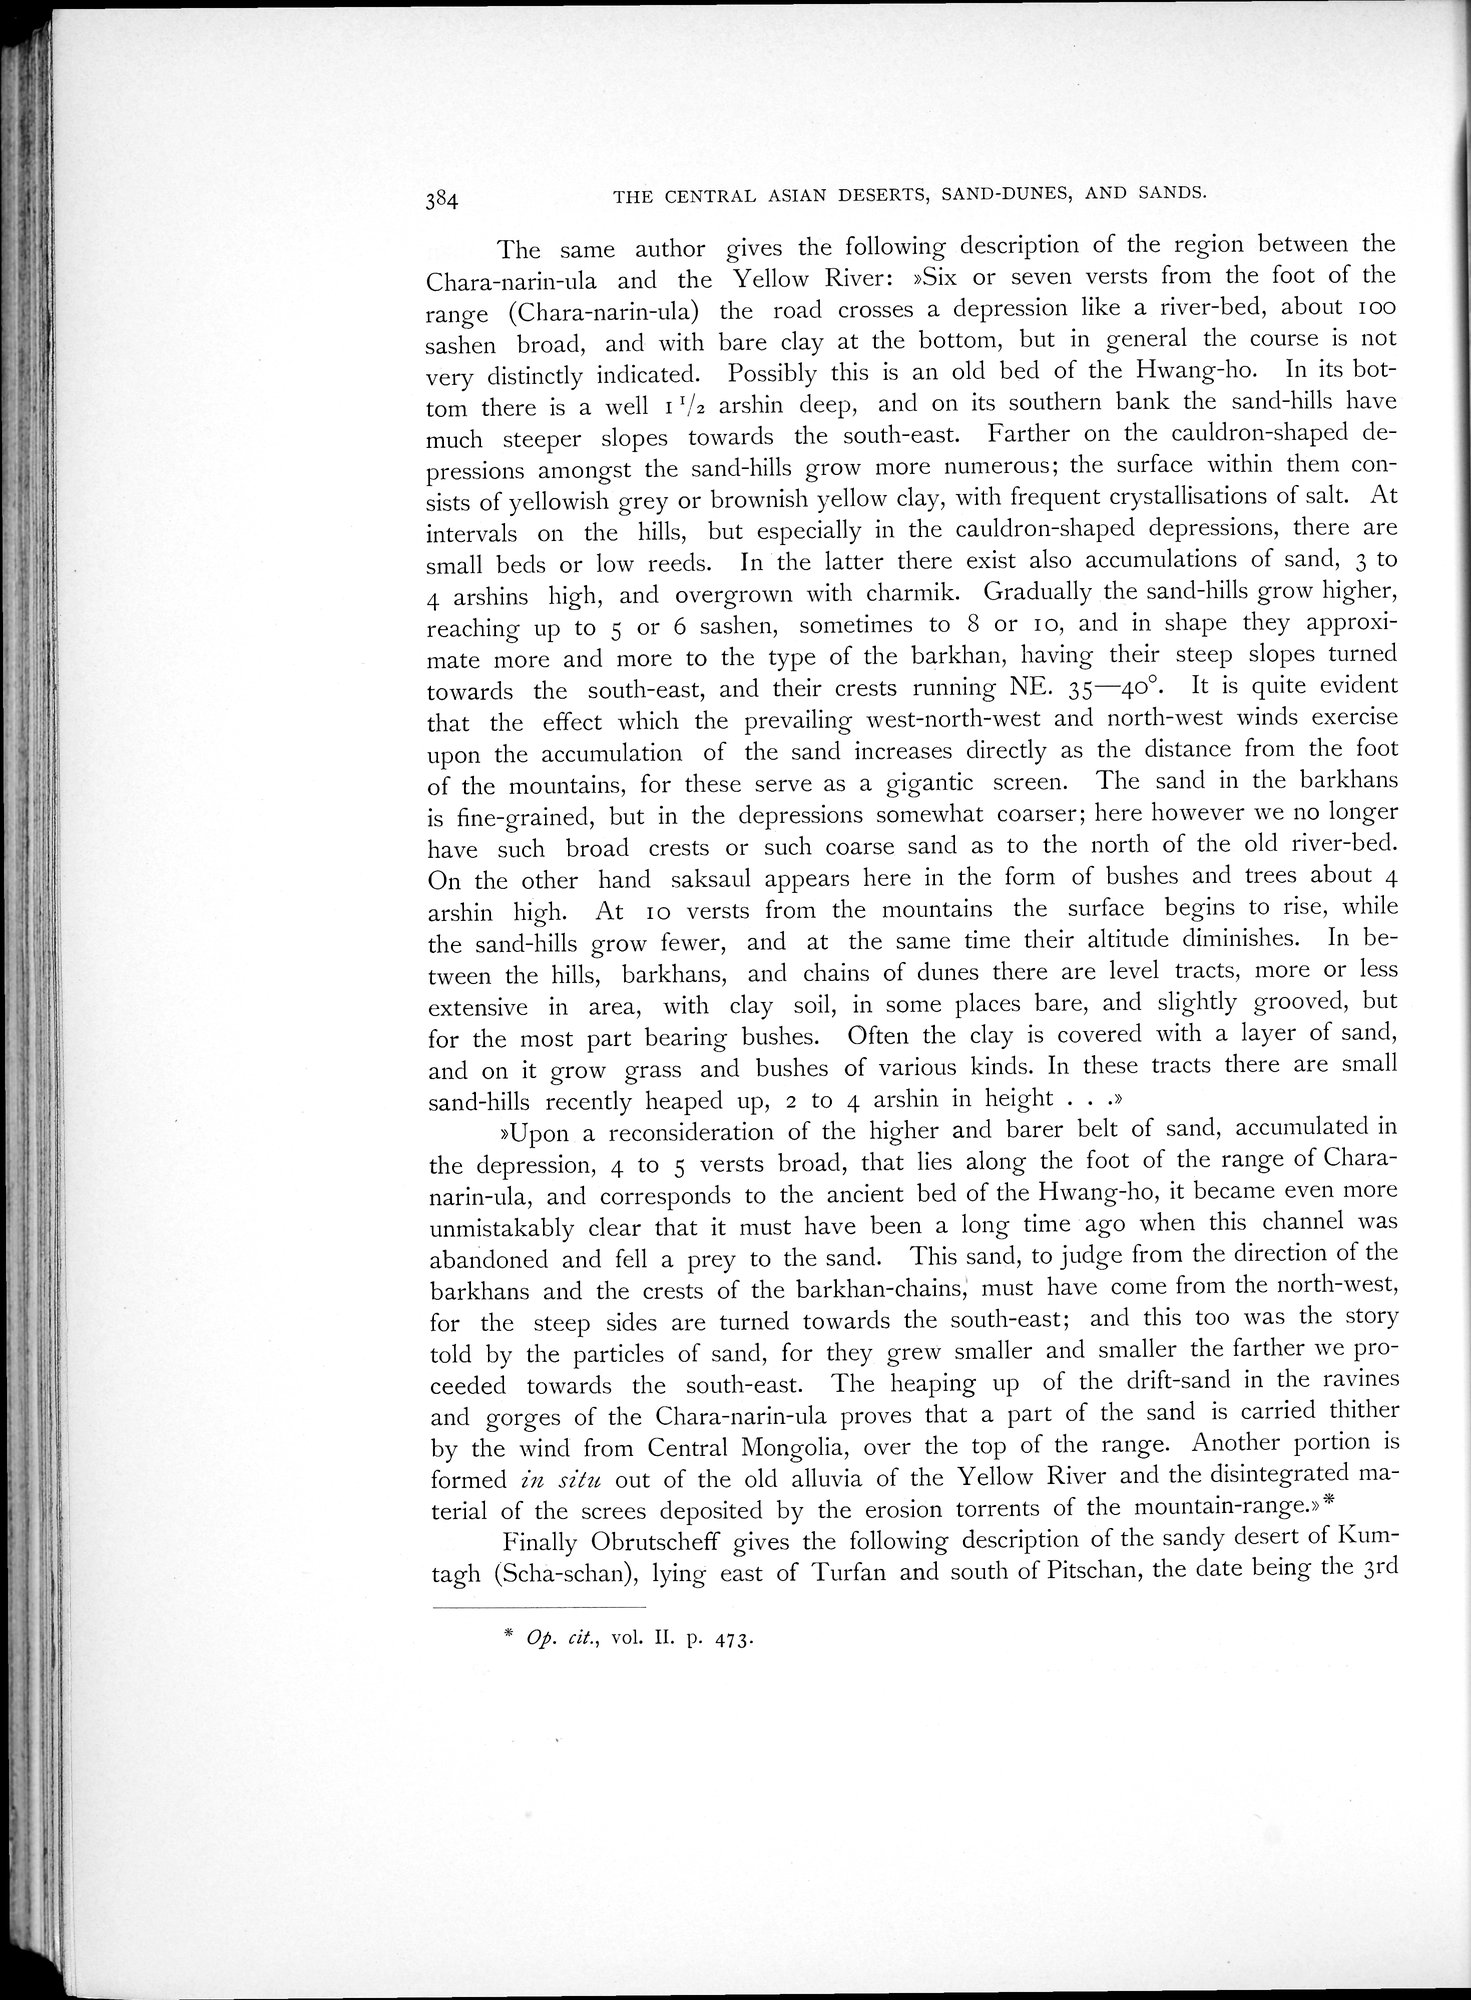 384 THE CENTRAL ASIAN DESERTS, SAND-DUNES, AND SANDS.
The same author gives the following description of the region between the
Chara-narin-ula and the Yellow River: »Six or seven versts from the foot of the
range (Chara-narin-ula) the road crosses a depression like a river-bed, about 100
sashen broad, and with bare clay at the bottom, but in general the course is not
very distinctly indicated. Possibly this is an old bed of the Hwang-ho. In its bot-
tom there is a well 1 1/2 arshin deep, and on its southern bank the sand-hills have
much steeper slopes towards the south-east. Farther on the cauldron-shaped de-
pressions amongst the sand-hills grow more numerous; the surface within them con-
sists of yellowish grey or brownish yellow clay, with frequent crystallisations of salt. At
intervals on the hills, but especially in the cauldron-shaped depressions, there are
small beds or low reeds. In the latter there exist also accumulations of sand, 3 to
4 arshins high, and overgrown with charmik. Gradually the sand-hills grow higher,
reaching up to 5 or 6 sashen, sometimes to 8 or 10, and in shape they approxi-
mate more and more to the type of the barkhan, having their steep slopes turned
towards the south-east, and their crests running NE. 35—40°. It is quite evident
that the effect which the prevailing west-north-west and north-west winds exercise
upon the accumulation of the sand increases directly as the distance from the foot
of the mountains, for these serve as a gigantic screen. The sand in the barkhans
is fine-grained, but in the depressions somewhat coarser; here however we no longer
have such broad crests or such coarse sand as to the north of the old river-bed.
On the other hand saksaul appears here in the form of bushes and trees about 4
arshin high. At 10 versts from the mountains the surface begins to rise, while
the sand-hills grow fewer, and at the same time their altitude diminishes. In be-
tween the hills, barkhans, and chains of dunes there are level tracts, more or less
extensive in area, with clay soil, in some places bare, and slightly grooved, but
for the most part bearing bushes. Often the clay is covered with a layer of sand,
and on it grow grass and bushes of various kinds. In these tracts there are small
sand-hills recently heaped up, 2 to 4 arshin in height . . .»
»Upon a reconsideration of the higher and barer belt of sand, accumulated in
the depression, 4 to 5 versts broad, that lies along the foot of the range of Chara-
narin-ula, and corresponds to the ancient bed of the Hwang-ho, it became even more
unmistakably clear that it must have been a long time ago when this channel was
abandoned and fell a prey to the sand. This sand, to judge from the direction of the
barkhans and the crests of the barkhan-chains, must have come from the north-west,
for the steep sides are turned towards the south-east; and this too was the story
told by the particles of sand, for they grew smaller and smaller the farther we pro-
ceeded towards the south-east. The heaping up of the drift-sand in the ravines
and gorges of the Chara-narin-ula proves that a part of the sand is carried thither
by the wind from Central Mongolia, over the top of the range. Another portion is
formed in situ out of the old alluvia of the Yellow River and the disintegrated ma-
terial of the screes deposited by the erosion torrents of the mountain-range.»*
Finally Obrutscheff gives the following description of the sandy desert of Kum-
tagh (Scha-schan), lying east of Turfan and south of Pitschan, the date being the 3rd
* Op. cit., vol. II. p. 473.